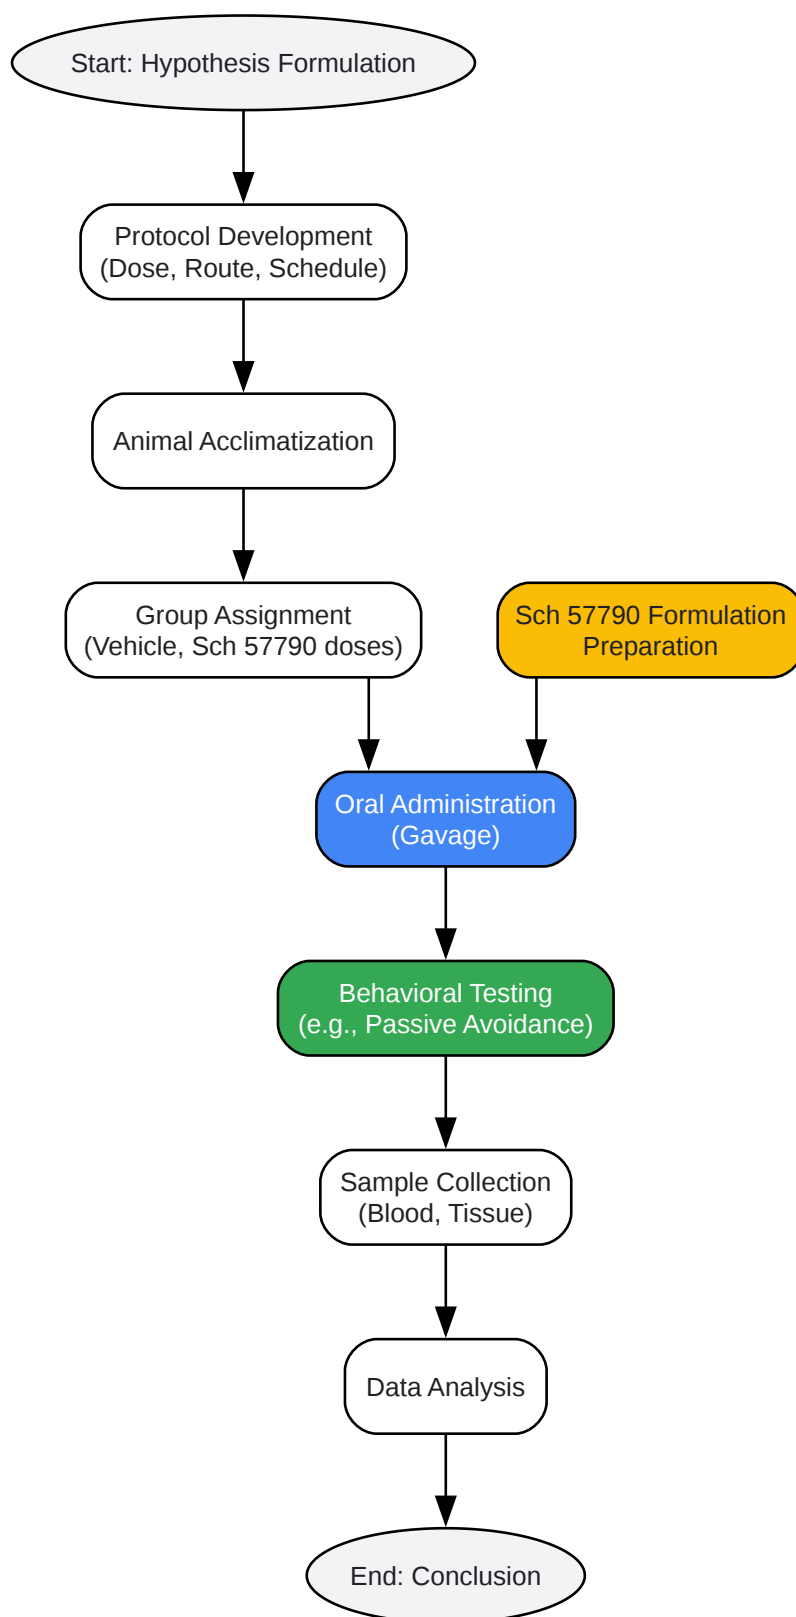 Start: Hypothesis Formulation
Protocol Development
(Dose, Route, Schedule)
Animal Acclimatization
Group Assignment
(Vehicle, Sch 57790 doses)
Sch 57790 Formulation
Preparation
Oral Administration
(Gavage)
Behavioral Testing
(e.g., Passive Avoidance)
Sample Collection
(Blood, Tissue)
Data Analysis
End: Conclusion